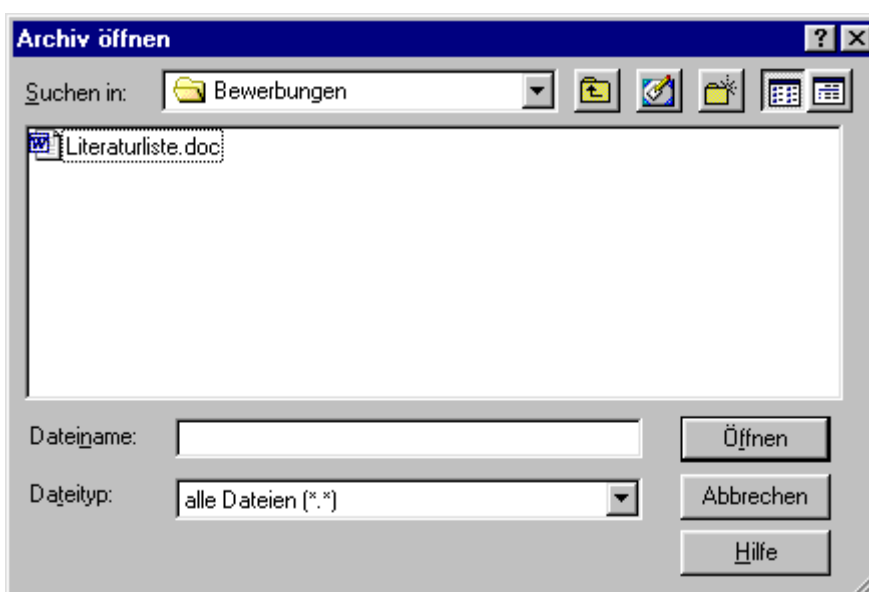 Archiv öffnen
Suchen in: Bewerbungen
Literaturliste.doc
Dateiname: Öffnen
Dateityp: alle Dateien (*.*) Abbrechen
Hilfe